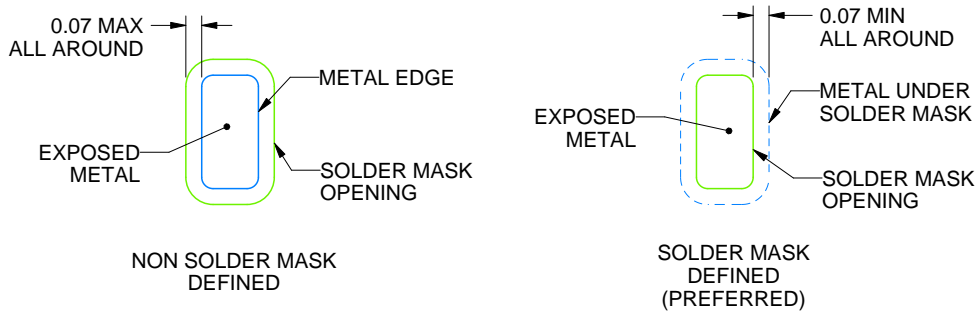 0.07 MAX
ALL AROUND
METAL EDGE
EXPOSED
METAL
SOLDER MASK
OPENING
NON SOLDER MASK
DEFINED
0.07 MIN
ALL AROUND
METAL UNDER
SOLDER MASK
EXPOSED
METAL
SOLDER MASK
OPENING
SOLDER MASK
DEFINED
(PREFERRED)